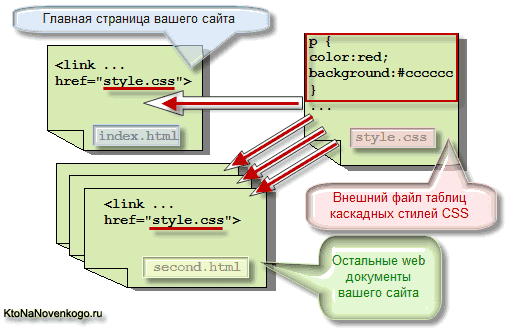 Главная страница вашего сайта
<link ...
href="style.css">
index.html
p {
color:red;
background:#cccccc
}
...
style.css
Внешний файл таблиц
каскадных стилей CSS
<link ...
href="style.css">
second.html
Остальные web
документы
вашего сайта
KtoNaNovenkogo.ru